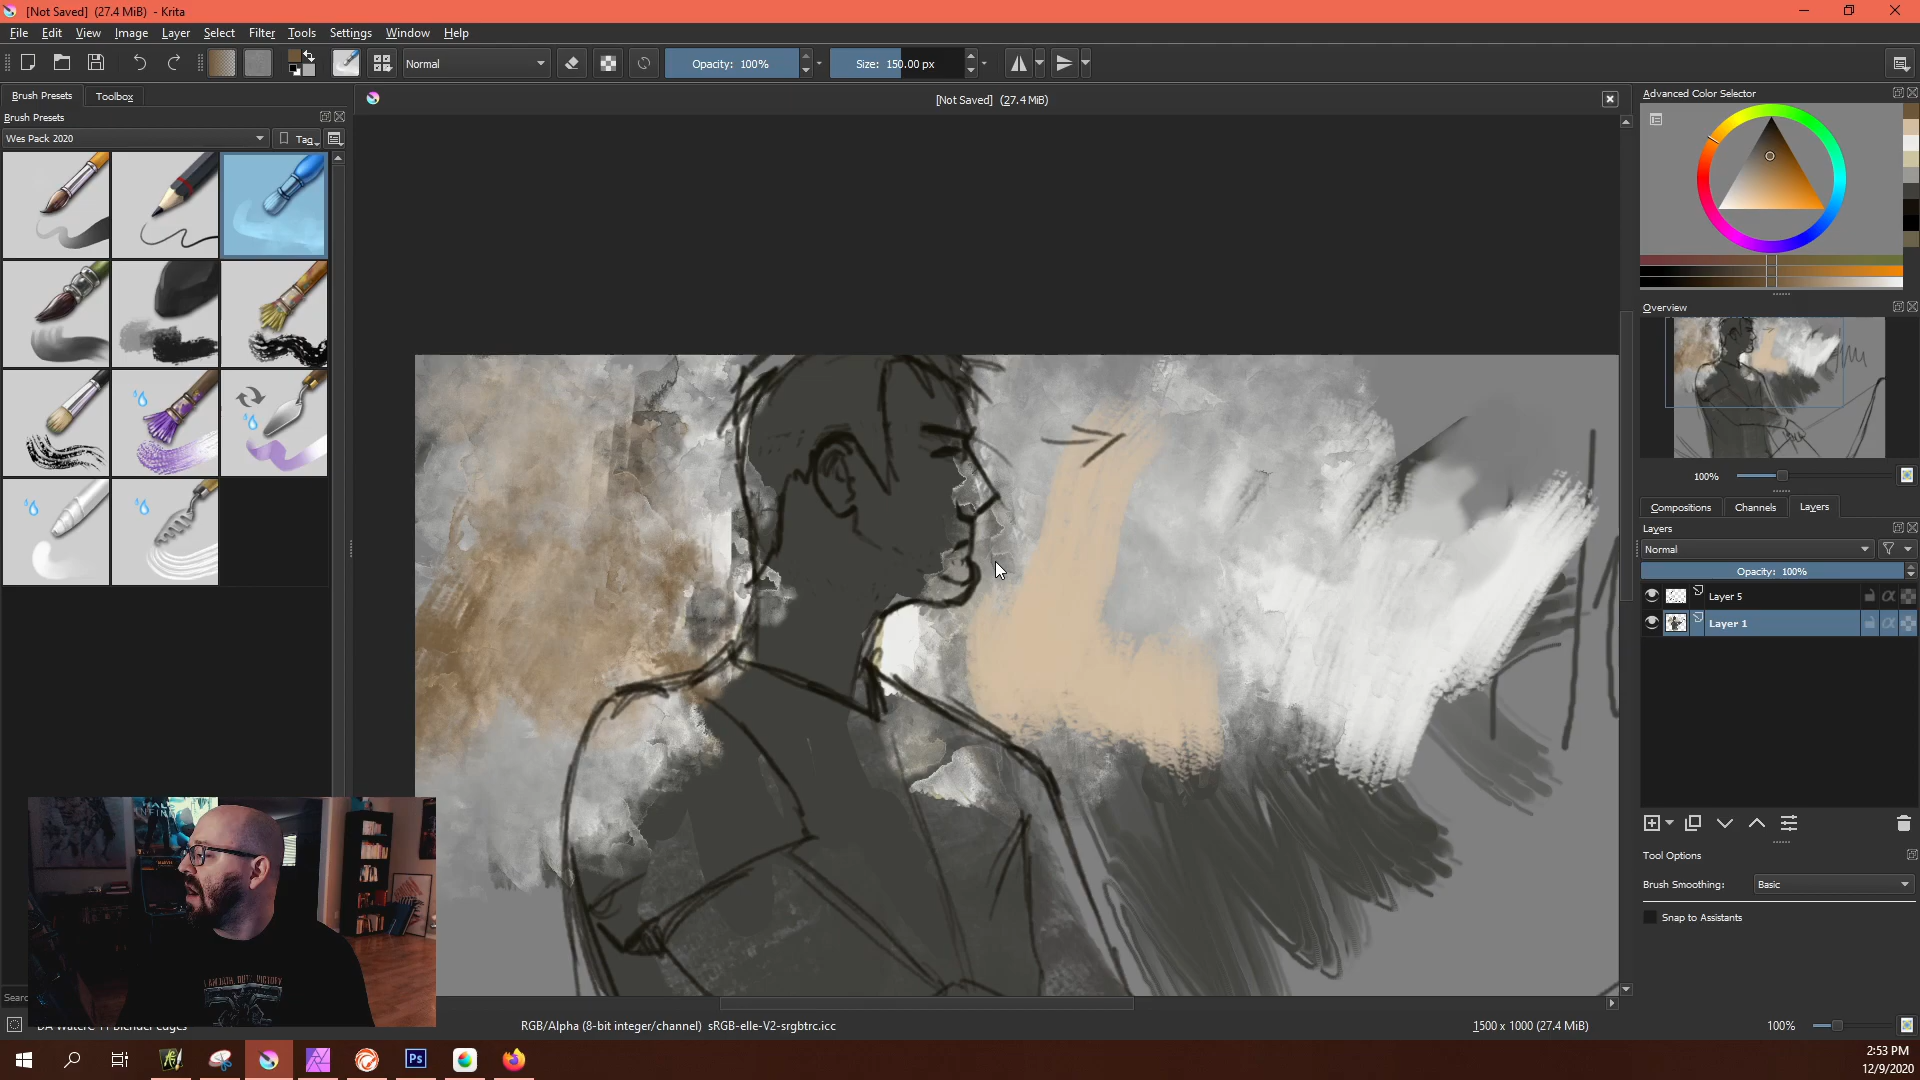 [Not Saved]  (27.4 MiB)  - Krita
File Edit View Image Layer Select Filter Tools Settings Window Help
Normal
Opacity: 100%
Size: 150.00 px
Brush Presets Toolbox
[Not Saved]  (27.4 MiB)
Advanced Color Selector
Brush Presets
Wes Pack 2020
Tag
Overview
100%
Compositions Channels Layers
Layers
Normal
Opacity: 100%
Layer 5
Layer 1
Tool Options
Brush Smoothing: Basic
Snap to Assistants
Searc
RGB/Alpha (8-bit integer/channel)  sRGB-elle-V2-srgbtrc.icc
1500 x 1000 (27.4 MiB)
100%
Ps
2:53 PM
12/9/2020